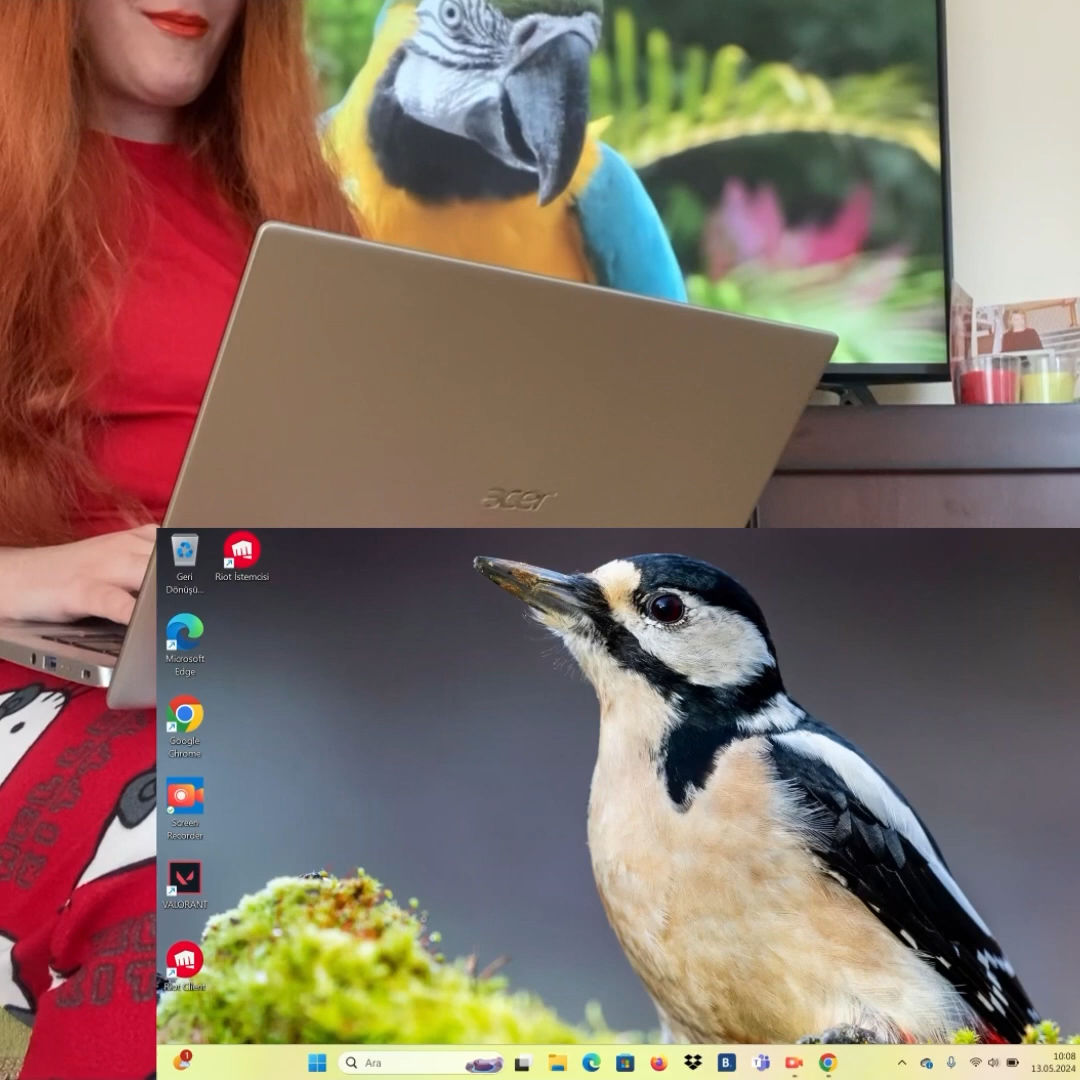 acer
Geri
Dönüşü...
Riot İstemcisi
Microsoft
Edge
Google
Chrome
Screen
Recorder
VALORANT
Riot Client
1
Ara
B
10:08
13.05.2024